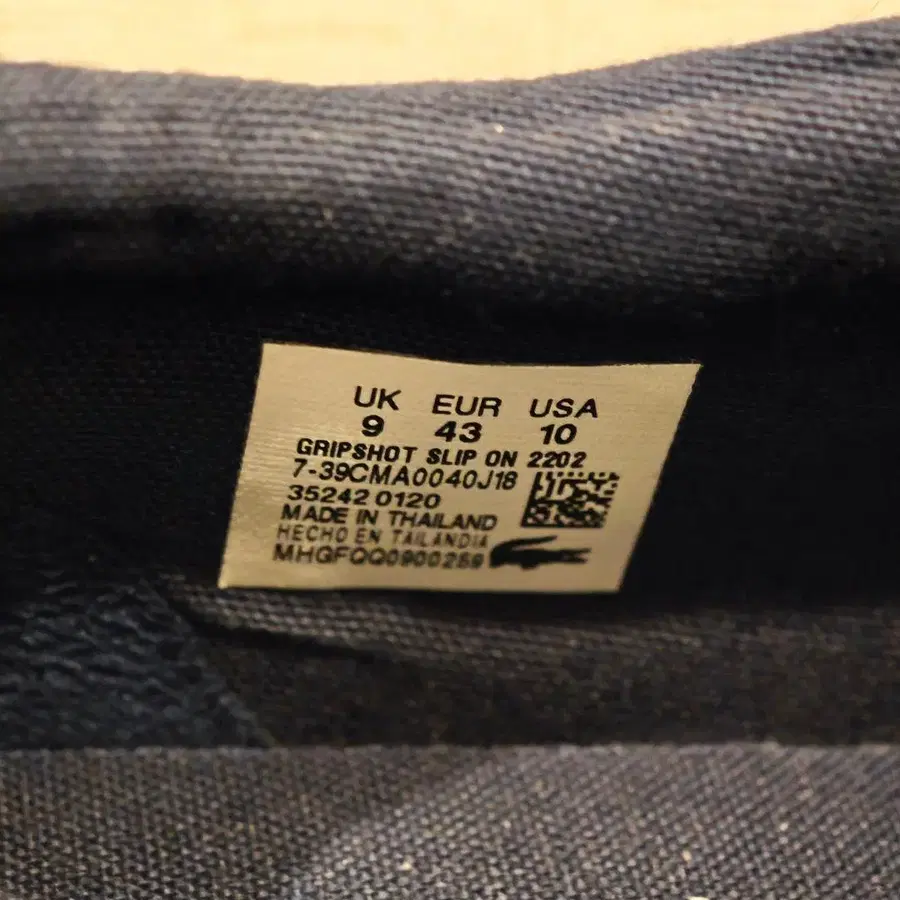 UK EUR USA
9 43 10
GRIPSHOT SLIP ON 2202
7-39CMA0040J18
35242 0120
MADE IN THAILAND
HECHO EN TAILANDIA
MHGFQQ0900259